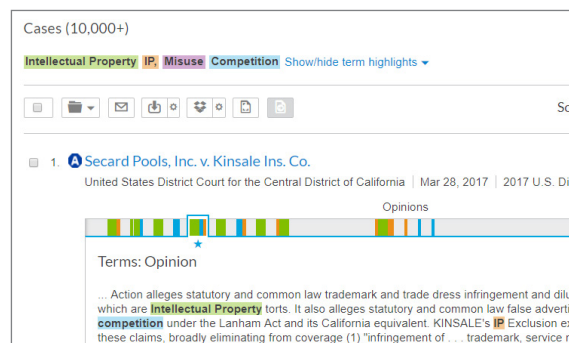 Cases (10,000+)
Intellectual Property IP, Misuse Competition Show/hide term highlights
1. A Secard Pools, Inc. v. Kinsale Ins. Co.
United States District Court for the Central District of California | Mar 28, 2017 | 2017 U.S. Di
Opinions
Terms: Opinion
... Action alleges statutory and common law trademark and trade dress infringement and dilu
which are Intellectual Property torts. It also alleges statutory and common law false adverti
competition under the Lanham Act and its California equivalent. KINSALE's IP Exclusion ex
these claims, broadly eliminating from coverage (1) "infringement of . . . trademark, service